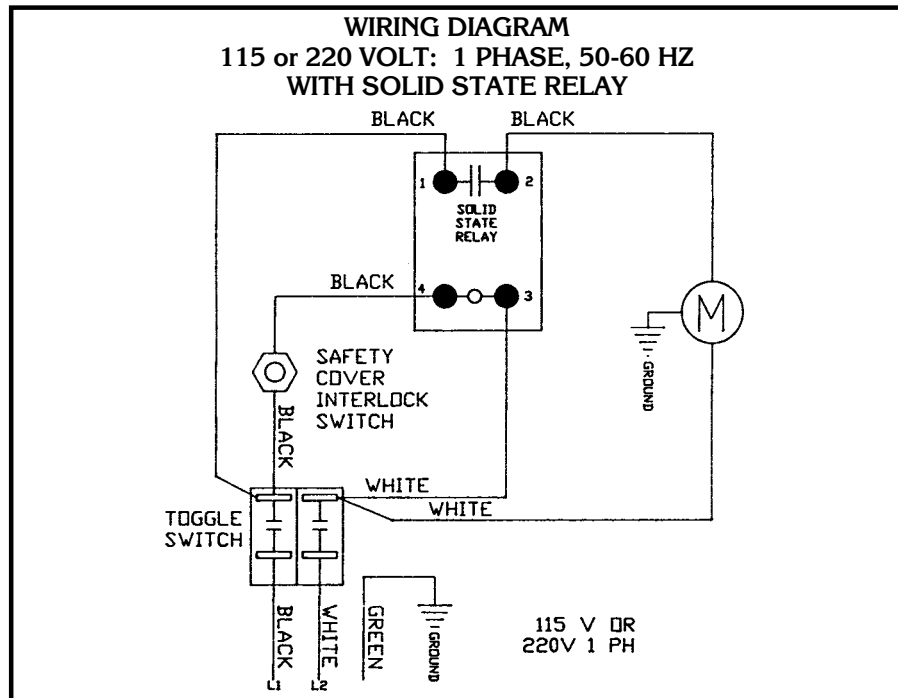 WIRING DIAGRAM
115 or 220 VOLT: 1 PHASE, 50-60 HZ
WITH SOLID STATE RELAY
BLACK
BLACK
1
2
SOLID
STATE
RELAY
BLACK
4
3
M
GROUND
SAFETY
COVER
INTERLOCK
SWITCH
BLACK
WHITE
WHITE
TOGGLE
SWITCH
BLACK
WHITE
GREEN
GROUND
115 V OR
220V 1 PH
L1
L2